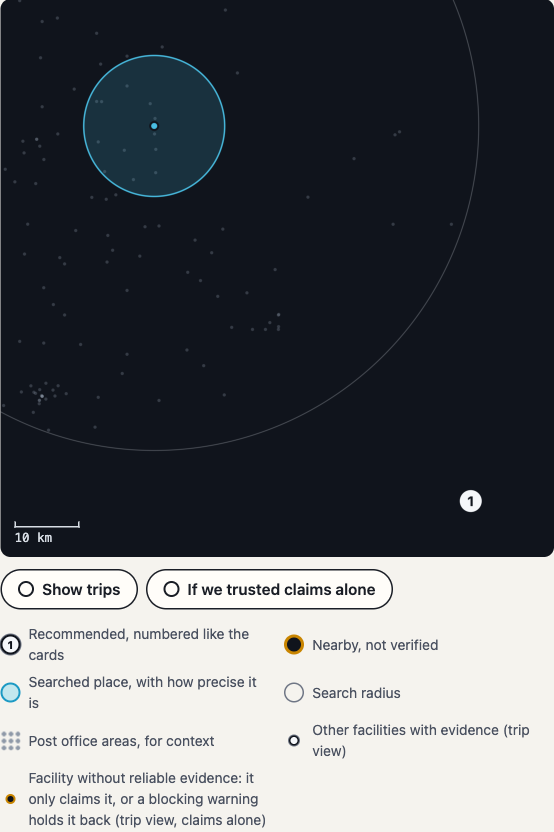 1
10 km
Show trips
If we trusted claims alone
1
Recommended, numbered like the
cards
Nearby, not verified
Searched place, with how precise it
is
Search radius
Post office areas, for context
Other facilities with evidence (trip
view)
Facility without reliable evidence: it
only claims it, or a blocking warning
holds it back (trip view, claims alone)